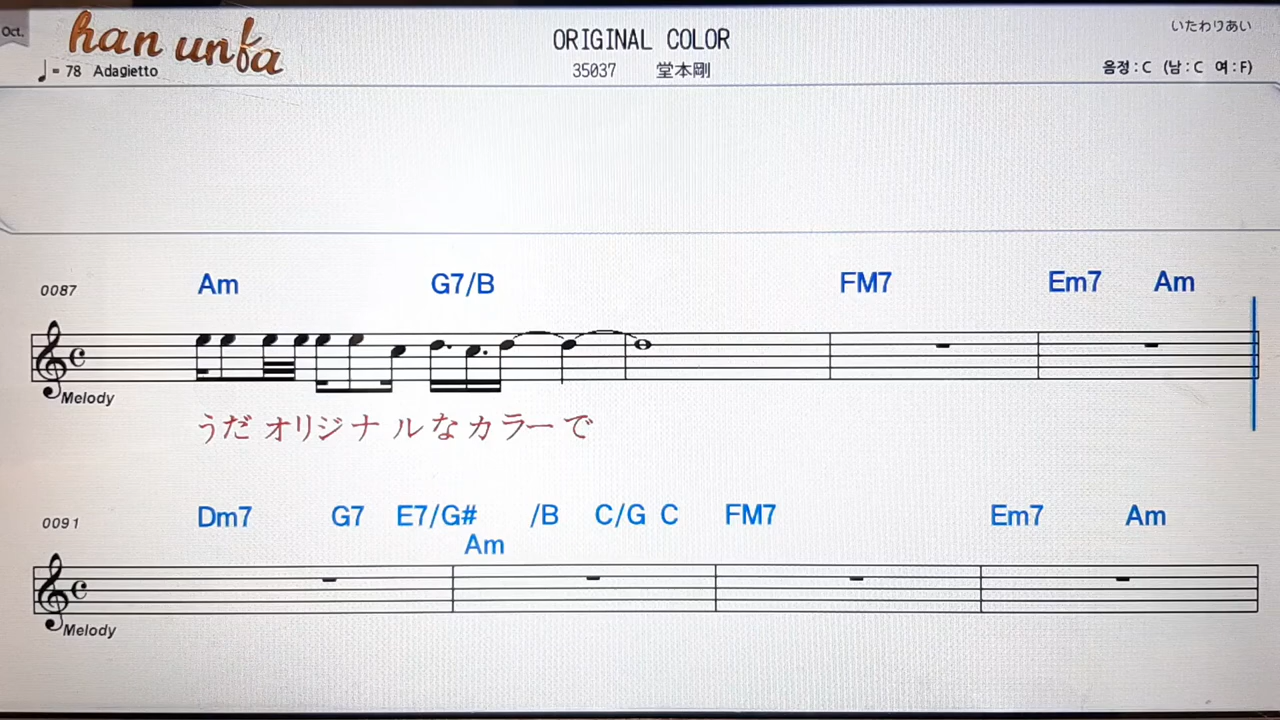 Oct.
han unfa
ORIGINAL COLOR
いたわりあい
♩= 78 Adagietto
35037 堂本剛
음정 : C (남 : C 여 : F)
0087
Am G7/B FM7 Em7 Am
Melody
うだ オリジナルなカラーで
0091
Dm7 G7 E7/G# /B C/G C FM7 Em7 Am
Am
Melody